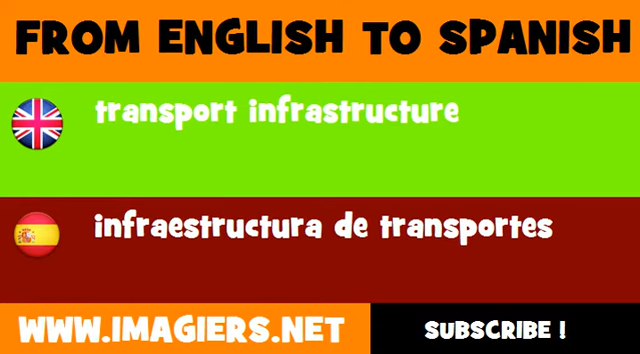 FROM ENGLISH TO SPANISH
transport infrastructure
infraestructura de transportes
WWW.IMAGIERS.NET
SUBSCRIBE !